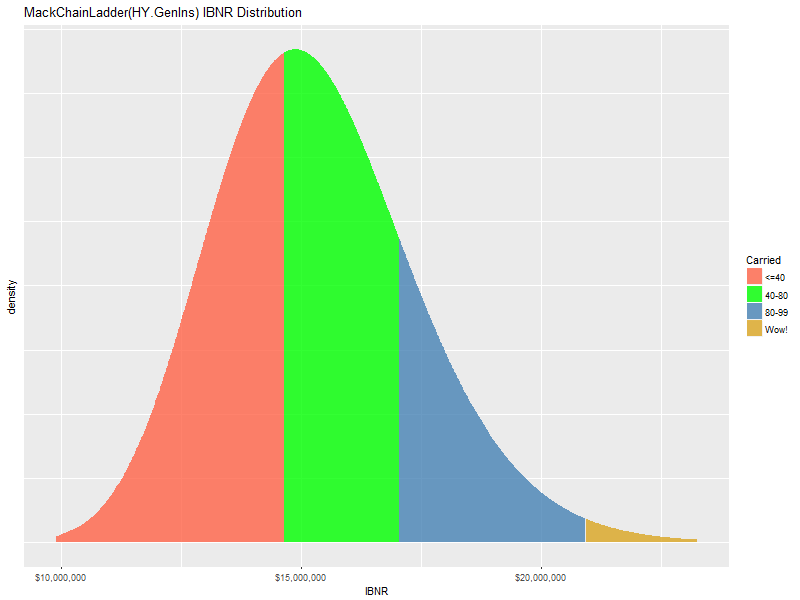 MackChainLadder(HY.GenIns) IBNR Distribution
density
Carried
<=40
40-80
80-99
Wow!
$10,000,000
$15,000,000
$20,000,000
IBNR